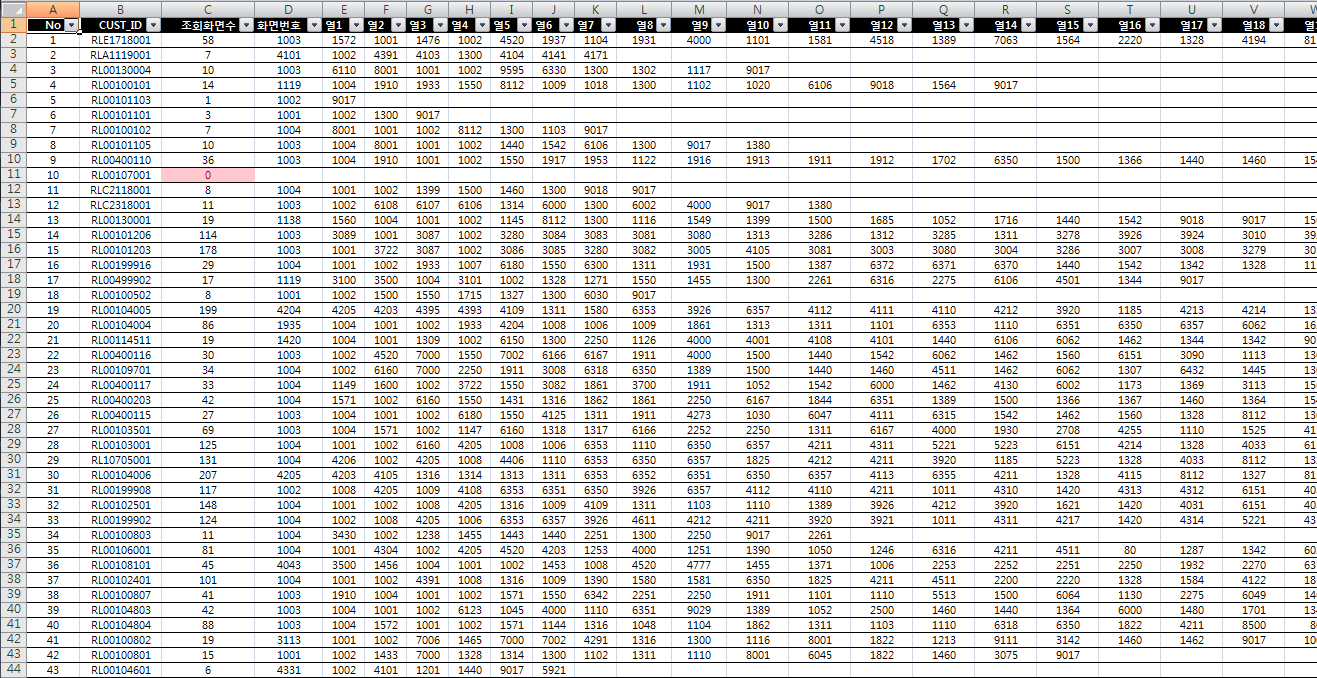 A B C D E F G H I J K L M N O P Q R S T U V W
1 No CUST_ID 조회화면수 화면번호 열1 열2 열3 열4 열5 열6 열7 열8 열9 열10 열11 열12 열13 열14 열15 열16 열17 열18
2 1 RLE1718001 58 1003 1572 1001 1476 1002 4520 1937 1104 1931 4000 1101 1581 4518 1389 7063 1564 2220 1328 4194
3 2 RLA1119001 7 4101 1002 4391 4103 1300 4104 4141 4171
4 3 RL00130004 10 1003 6110 8001 1001 1002 9595 6330 1300 1302 1117 9017
5 4 RL00100101 14 1119 1004 1910 1933 1550 8112 1009 1018 1300 1102 1020 6106 9018 1564 9017
6 5 RL00101103 1 1002 9017
7 6 RL00101101 3 1001 1002 1300 9017
8 7 RL00100102 7 1004 8001 1001 1002 8112 1300 1103 9017
9 8 RL00101105 10 1003 1004 8001 1001 1002 1440 1542 6106 1300 9017 1380
10 9 RL00400110 36 1003 1004 1910 1001 1002 1550 1917 1953 1122 1916 1913 1911 1912 1702 6350 1500 1366 1440 1460
11 10 RL00107001 0
12 11 RLC2118001 8 1004 1001 1002 1399 1500 1460 1300 9018 9017
13 12 RLC2318001 11 1003 1002 6108 6107 6106 1314 6000 1300 6002 4000 9017 1380
14 13 RL00130001 19 1138 1560 1004 1001 1002 1145 8112 1300 1116 1549 1399 1500 1685 1052 1716 1440 1542 9018 9017
15 14 RL00101206 114 1003 3089 1001 3087 1002 3280 3084 3083 3081 3080 1313 3286 1312 3285 1311 3278 3926 3924 3010
16 15 RL00101203 178 1003 1001 3722 3087 1002 3086 3085 3280 3082 3005 4105 3081 3003 3080 3004 3286 3007 3008 3279
17 16 RL00199916 29 1004 1001 1002 1933 1007 6180 1550 6300 1311 1931 1500 1387 6372 6371 6370 1440 1542 1342 1328
18 17 RL00499902 17 1119 3100 3500 1004 3101 1002 1328 1271 1550 1455 1300 2261 6316 2275 6106 4501 1344 9017
19 18 RL00100502 8 1001 1002 1500 1550 1715 1327 1300 6030 9017
20 19 RL00104005 199 4204 4205 4203 4395 4393 4109 1311 1580 6353 3926 6357 4112 4111 4110 4212 3920 1185 4213 4214
21 20 RL00104004 86 1935 1004 1001 1002 1933 4204 1008 1006 1009 1861 1313 1311 1101 6353 1110 6351 6350 6357 6062
22 21 RL00114511 19 1420 1004 1001 1309 1002 6150 1300 2250 1126 4000 4001 4108 4101 1440 6106 6062 1462 1344 1342
23 22 RL00400116 30 1003 1002 4520 7000 1550 7002 6166 6167 1911 4000 1500 1440 1542 6062 1462 1560 6151 3090 1113
24 23 RL00109701 34 1004 1002 6160 7000 2250 1911 3008 6318 6350 1389 1500 1440 1460 4511 1462 6062 1307 6432 1445
25 24 RL00400117 33 1004 1149 1600 1002 3722 1550 3082 1861 3700 1911 1052 1542 6000 1462 4130 6002 1173 1369 3113
26 25 RL00400203 42 1004 1571 1002 6160 1550 1431 1316 1862 1861 2250 6167 1844 6351 1389 1500 1366 1367 1460 1364
27 26 RL00400115 27 1003 1004 1001 1002 6180 1550 4125 1311 1911 4273 1030 6047 4111 6315 1542 1462 1560 1328 8112
28 27 RL00103501 69 1003 1004 1571 1002 1147 6160 1318 1317 6166 2252 2250 1311 6167 4000 1930 2708 4255 1110 1525
29 28 RL00103001 125 1004 1001 1002 6160 4205 1008 1006 6353 1110 6350 6357 4211 4311 5221 5223 6151 4214 1328 4033
30 29 RL10705001 131 1004 4206 1002 4205 1008 4406 1110 6353 6350 6357 1825 4212 4211 3920 1185 5223 1328 4033 8112
31 30 RL00104006 207 4205 4203 4105 1316 1314 1313 1311 6353 6352 6351 6350 6357 4113 6355 4211 1328 4115 8112 1327
32 31 RL00199908 117 1002 1008 4205 1009 4108 6353 6351 6350 3926 6357 4112 4110 4211 1011 4310 1420 4313 4312 6151
33 32 RL00102501 148 1004 1001 1002 1008 4205 1316 1009 4109 1311 1103 1110 1389 3926 4212 3920 1621 1420 4031 6151
34 33 RL00199902 124 1004 1002 1008 4205 1006 6353 6357 3926 4611 4212 4211 3920 3921 1011 4311 4217 1420 4314 5221
35 34 RL00100803 11 1004 3430 1002 1238 1455 1443 1440 2251 1300 2250 9017 2261
36 35 RL00106001 81 1004 1001 4304 1002 4205 4520 4203 1253 4000 1251 1390 1050 1246 6316 4211 4511 80 1287 1342
37 36 RL00108101 45 4043 3500 1456 1004 1001 1002 1453 1008 4520 4777 1455 1371 1006 2253 2252 2251 2250 1932 2270
38 37 RL00102401 101 1004 1001 1002 4391 1008 1316 1009 1390 1580 1581 6350 1825 4211 4511 2200 2220 1328 1584 4122
39 38 RL00100807 41 1003 1910 1004 1001 1002 1571 1550 6342 2251 2250 1911 1101 1110 5513 1500 6064 1130 2275 6049
40 39 RL00104803 42 1003 1004 1001 1002 6123 1045 4000 1110 6351 9029 1389 1052 2500 1460 1440 1364 6000 1480 1701
41 40 RL00104804 88 1003 1004 1572 1001 1002 1571 1144 1316 1048 1104 1862 1311 1103 1110 6318 6350 1822 4211 8500
42 41 RL00100802 19 3113 1001 1002 7006 1465 7000 7002 4291 1316 1300 1116 8001 1822 1213 9111 3142 1460 1462 9017
43 42 RL00100801 15 1001 1002 1433 7000 1328 1314 1300 1102 1311 1110 8001 6045 1822 1460 3075 9017
44 43 RL00104601 6 4331 1002 4101 1201 1440 9017 5921